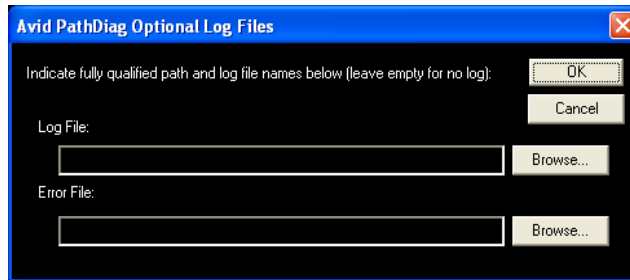 Avid PathDiag Optional Log Files
Indicate fully qualified path and log file names below (leave empty for no log):
OK
Cancel
Log File:
Browse...
Error File:
Browse...